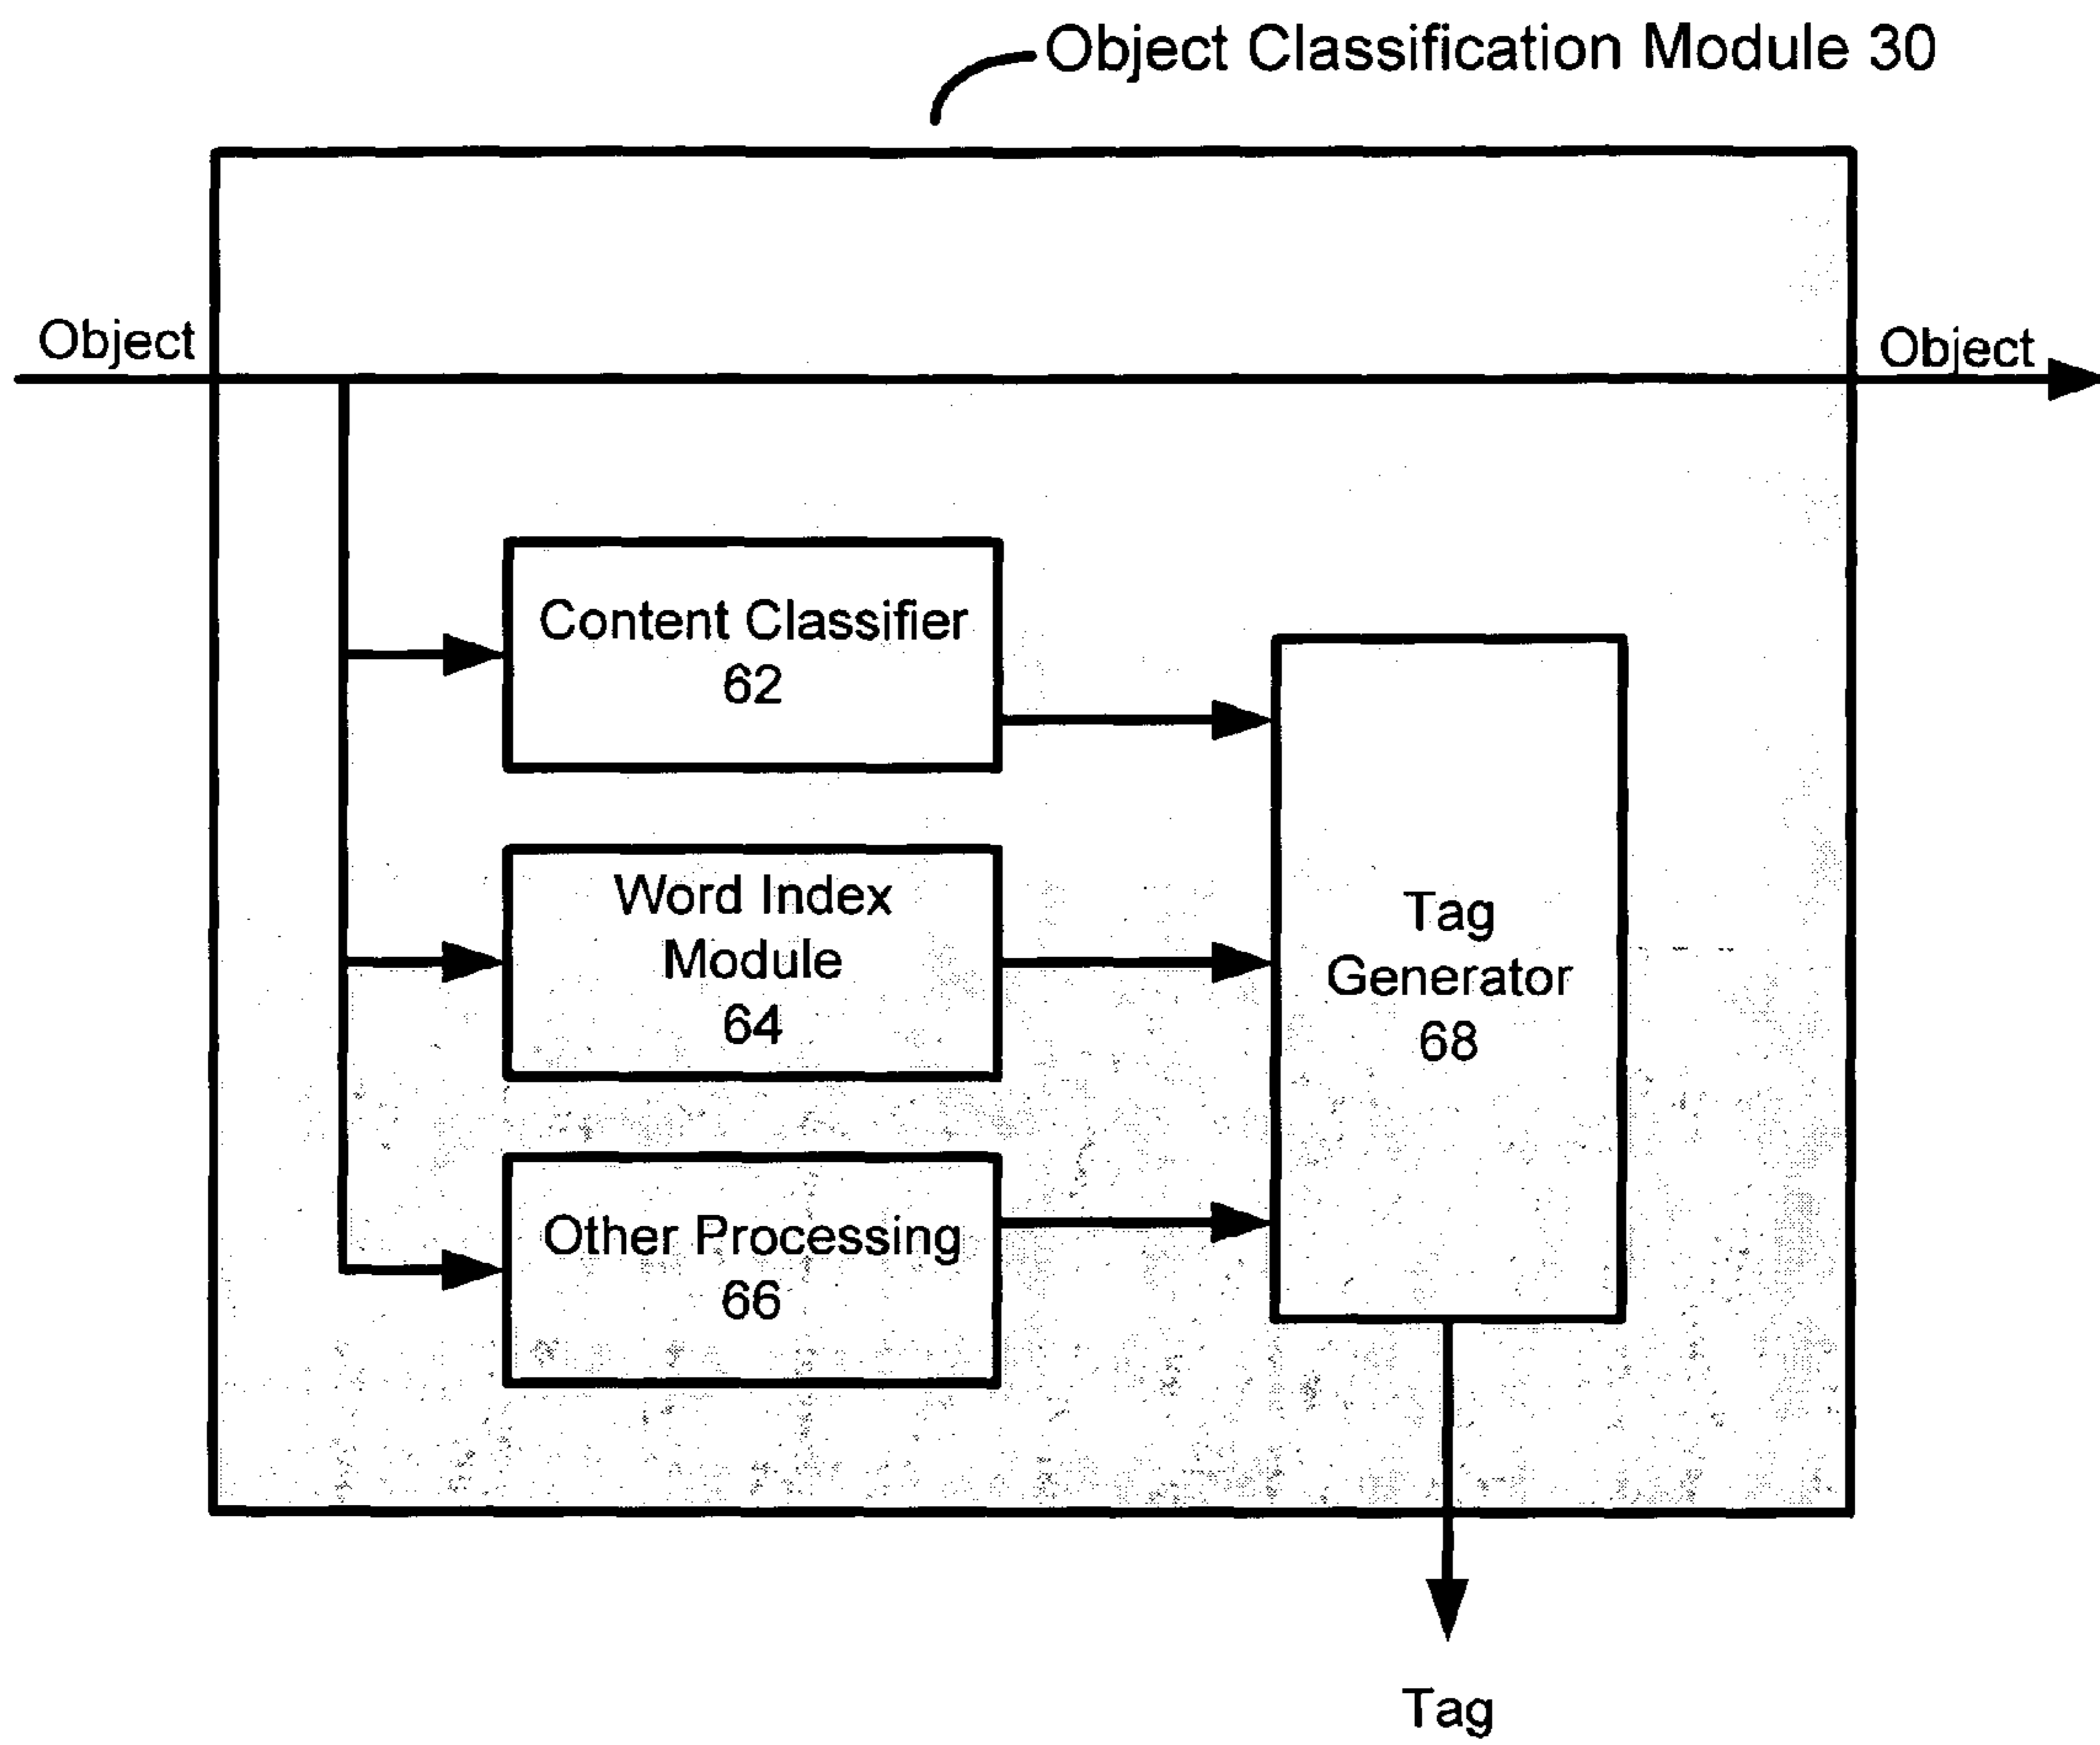 Object Classification Module 30
Object
Object
Content Classifier
62
Word Index
Module
64
Other Processing
66
Tag
Generator
68
Tag